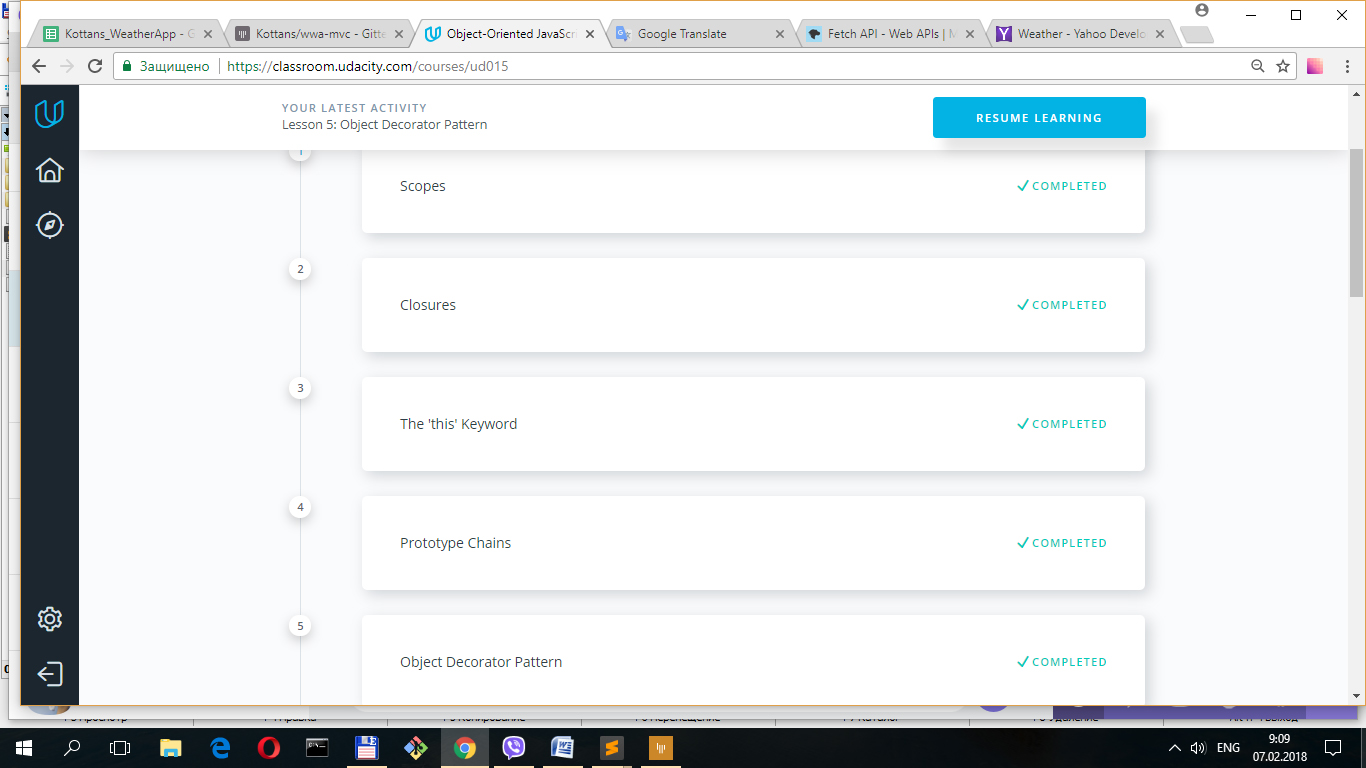 Kottans_WeatherApp - G
Kottans/wwa-mvc - Gitte
Object-Oriented JavaScr
Google Translate
Fetch API - Web APIs | M
Weather - Yahoo Develo
Защищено
https://classroom.udacity.com/courses/ud015
YOUR LATEST ACTIVITY
Lesson 5: Object Decorator Pattern
RESUME LEARNING
1
Scopes
COMPLETED
2
Closures
COMPLETED
3
The 'this' Keyword
COMPLETED
4
Prototype Chains
COMPLETED
5
Object Decorator Pattern
COMPLETED
ENG
9:09
07.02.2018